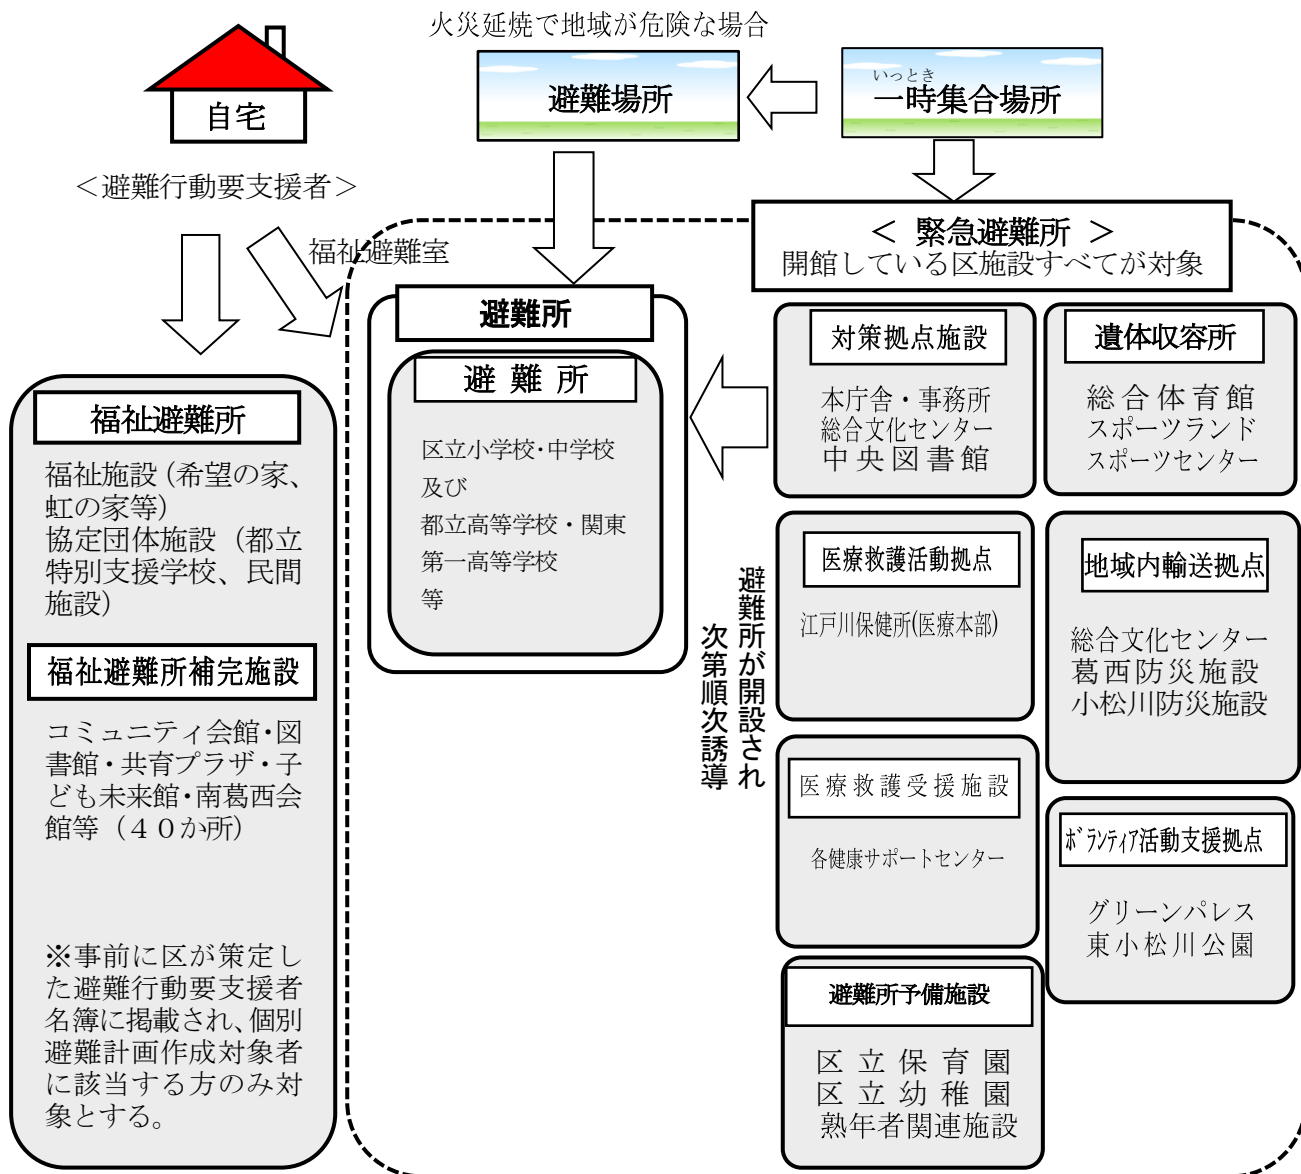 火災延焼で地域が危険な場合
自宅
避難場所
いっとき
一時集合場所
＜避難行動要支援者＞
福祉避難室
＜ 緊急避難所 ＞
開館している区施設すべてが対象
福祉避難所
福祉施設（希望の家、
虹の家等）
協定団体施設（都立
特別支援学校、民間
施設）
福祉避難所補完施設
コミュニティ会館・図
書館・共育プラザ・子
ども未来館・南葛西会
館等（４０か所）
※事前に区が策定し
た避難行動要支援者
名簿に掲載され、個別
避難計画作成対象者
に該当する方のみ対
象とする。
避難所
避 難 所
区立小学校・中学校
及び
都立高等学校・関東
第一高等学校
等
避難所が開設され
次第順次誘導
対策拠点施設
本庁舎・事務所
総合文化センター
中央図書館
遺体収容所
総合体育館
スポーツランド
スポーツセンター
医療救護活動拠点
江戸川保健所(医療本部)
地域内輸送拠点
総合文化センター
葛西防災施設
小松川防災施設
医療救護受援施設
各健康サポートセンター
ボランティア活動支援拠点
グリーンパレス
東小松川公園
避難所予備施設
区立保育園
区立幼稚園
熟年者関連施設